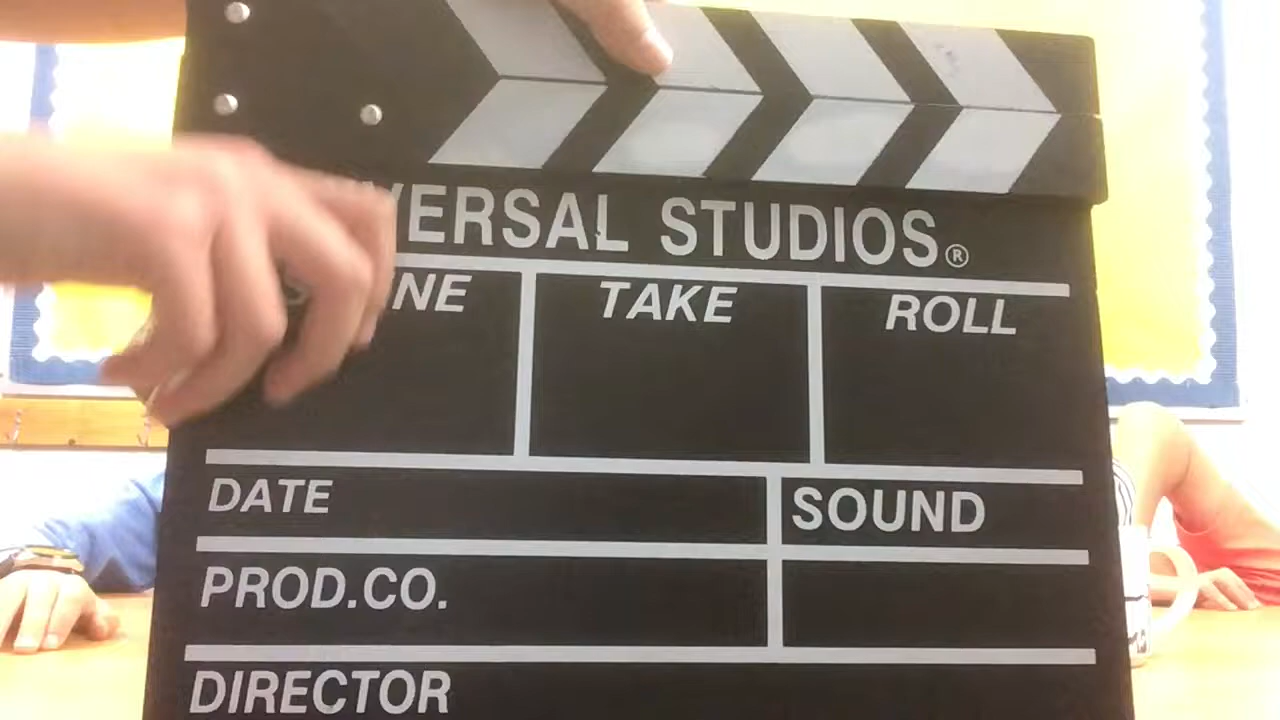 VERSAL STUDIOS®
NE TAKE ROLL
DATE SOUND
PROD.CO.
DIRECTOR